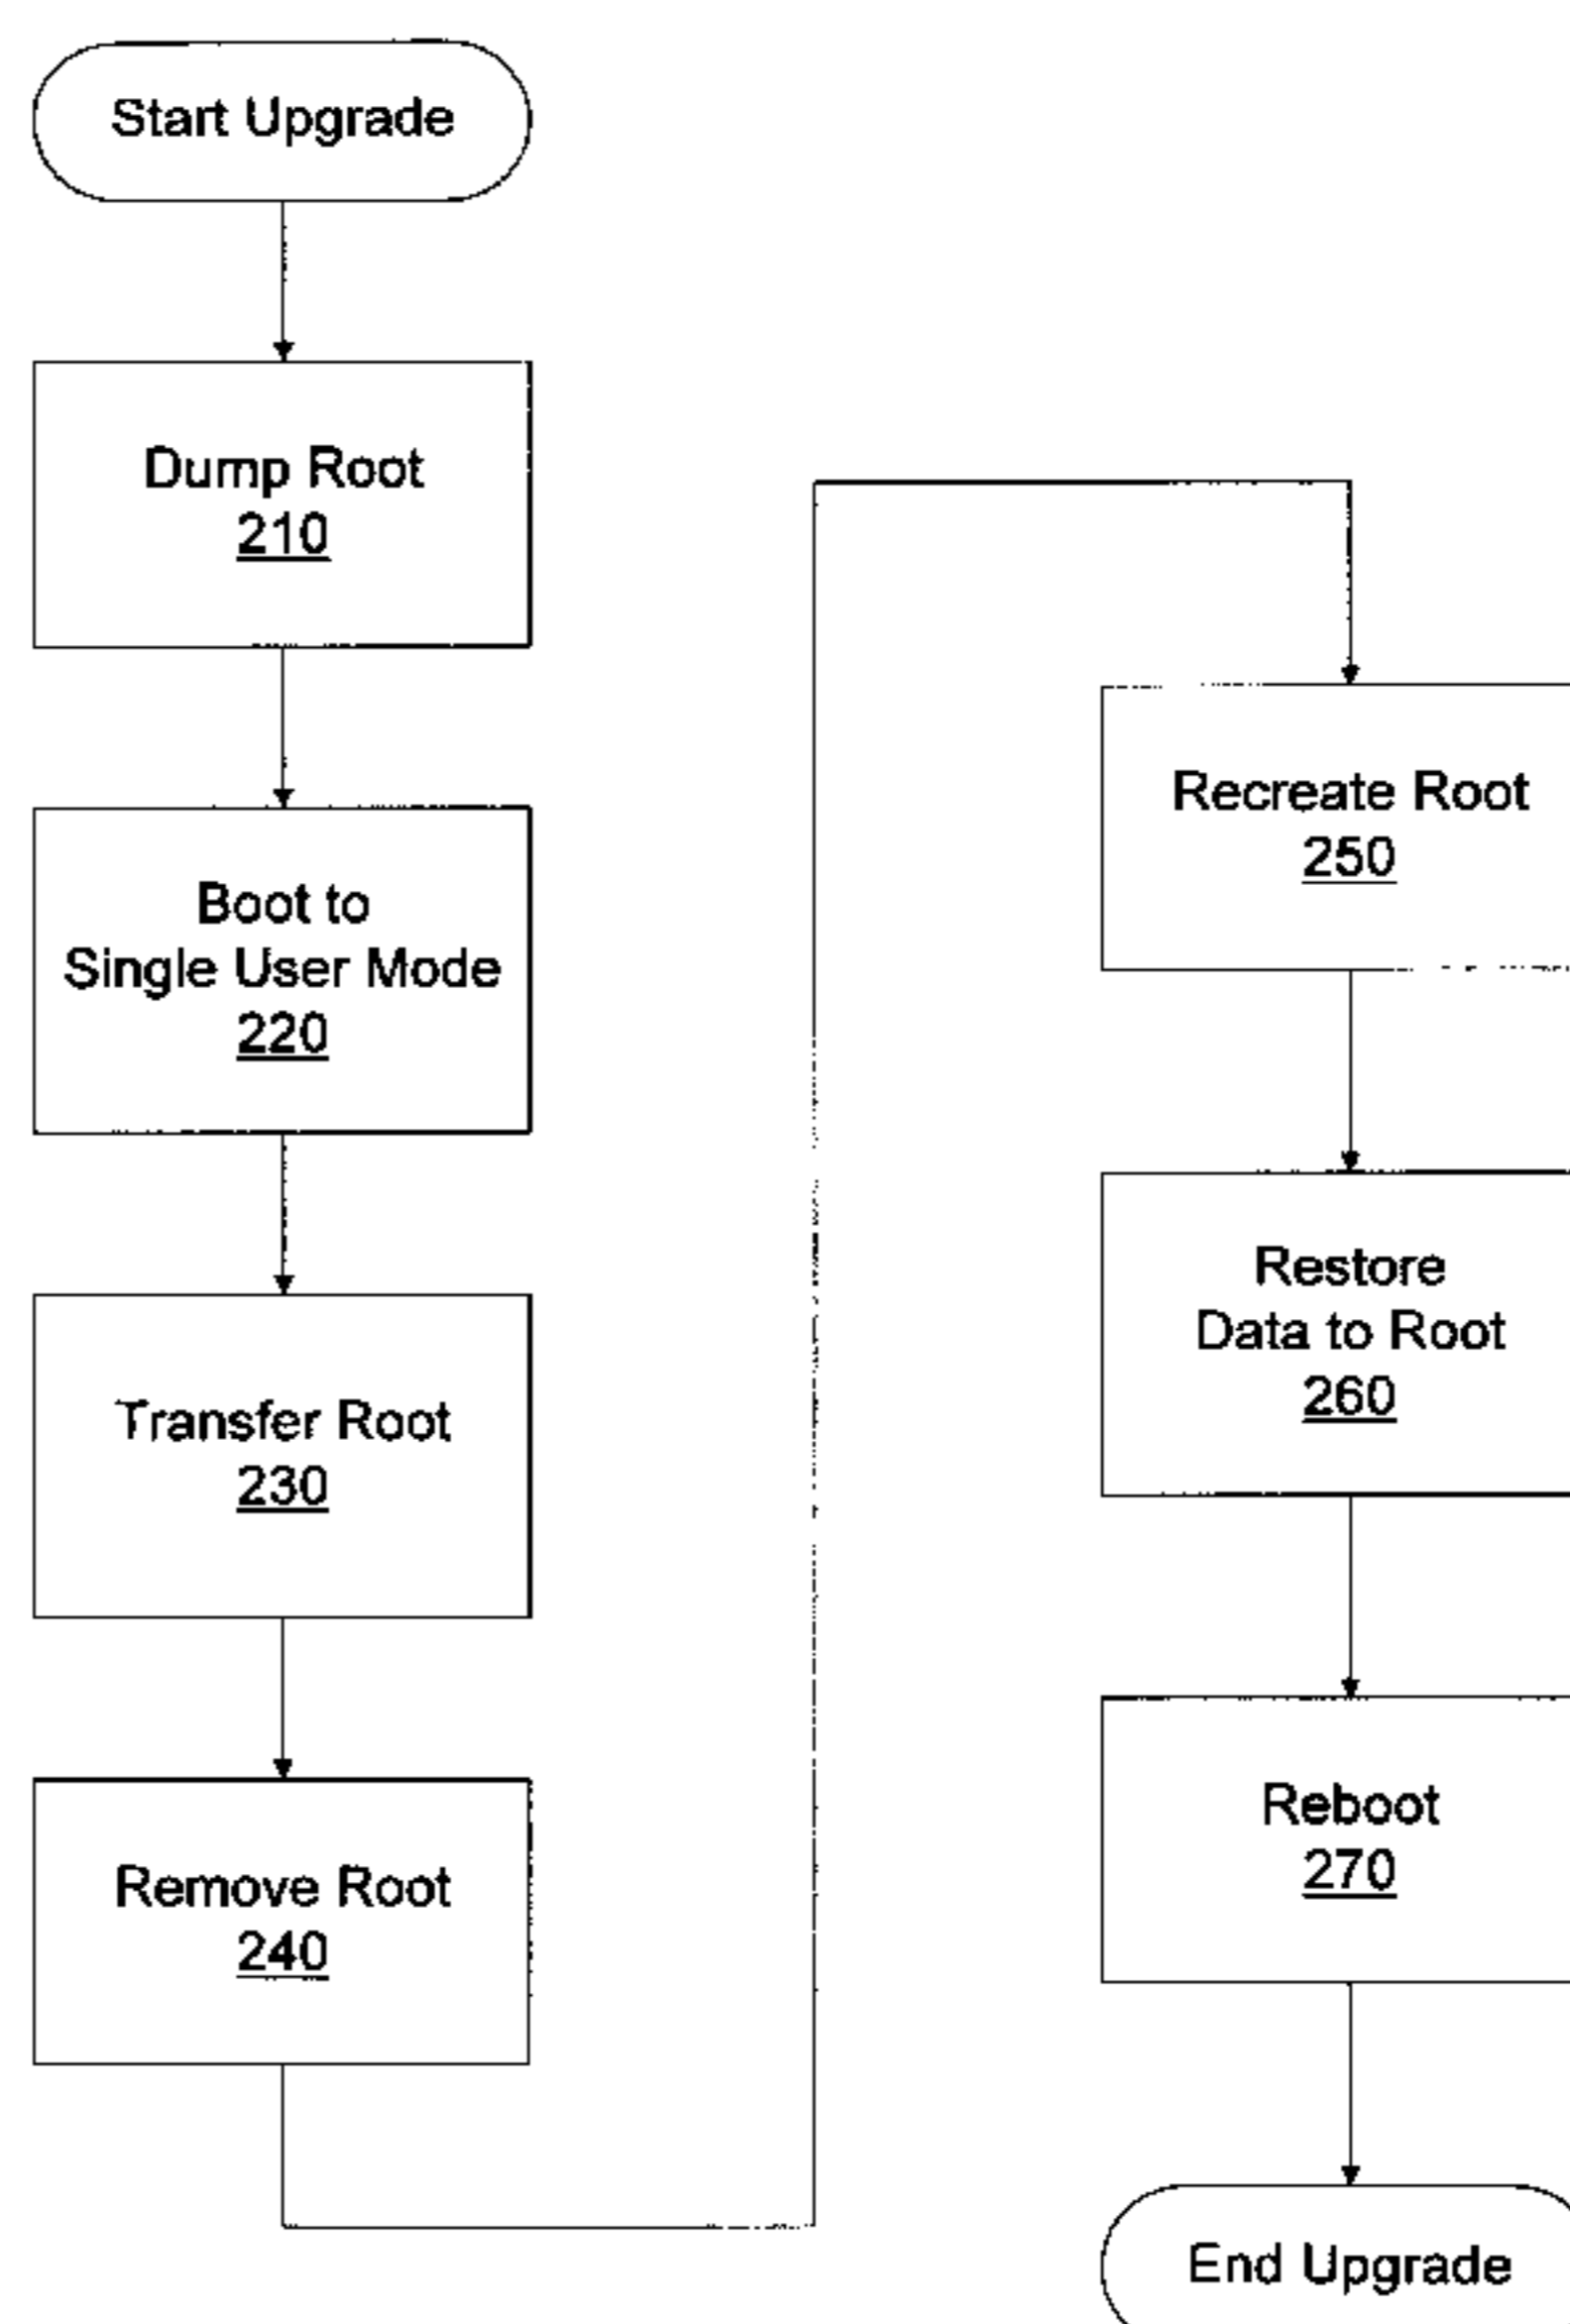 Start Upgrade
Dump Root
210
Boot to
Single User Mode
220
Transfer Root
230
Remove Root
240
Recreate Root
250
Restore
Data to Root
260
Reboot
270
End Upgrade